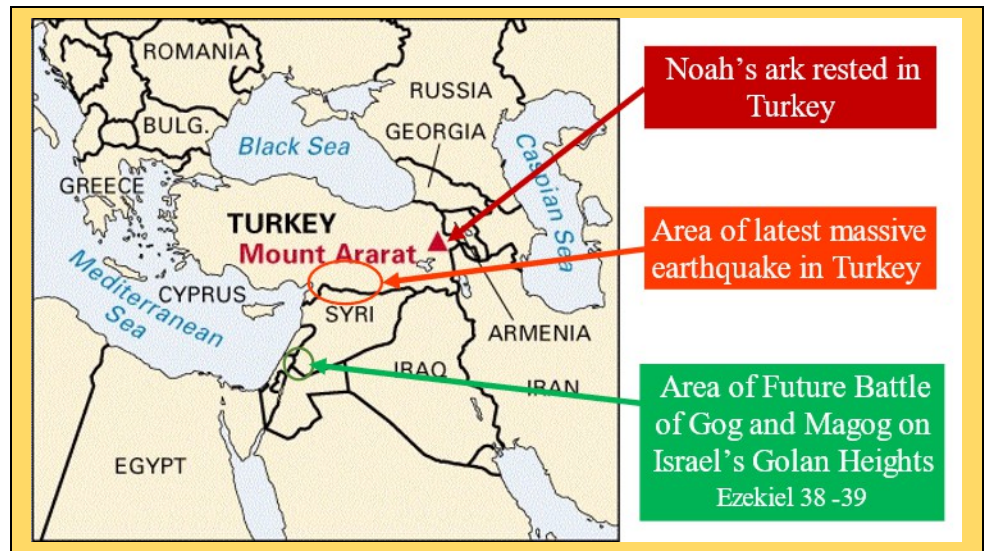 ROMANIA
RUSSIA
BULG.
Black Sea
GEORGIA
Caspian Sea
GREECE
TURKEY
Mount Ararat
Mediterranean
Sea
CYPRUS
SYRI
ARMENIA
IRAQ
IRAN
EGYPT
Noah's ark rested in
Turkey
Area of latest massive
earthquake in Turkey
Area of Future Battle
of Gog and Magog on
Israel's Golan Heights
Ezekiel 38 -39